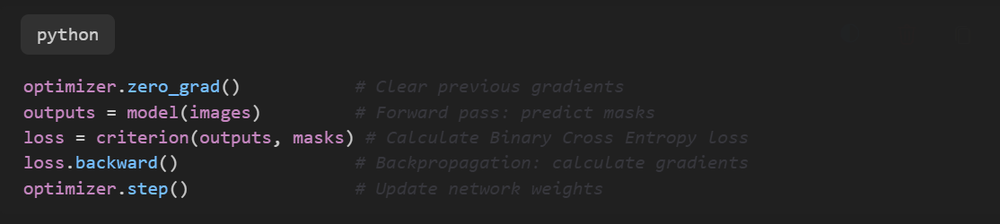 python
optimizer.zero_grad() # Clear previous gradients
outputs = model(images) # Forward pass: predict masks
loss = criterion(outputs, masks) # Calculate Binary Cross Entropy loss
loss.backward() # Backpropagation: calculate gradients
optimizer.step() # Update network weights